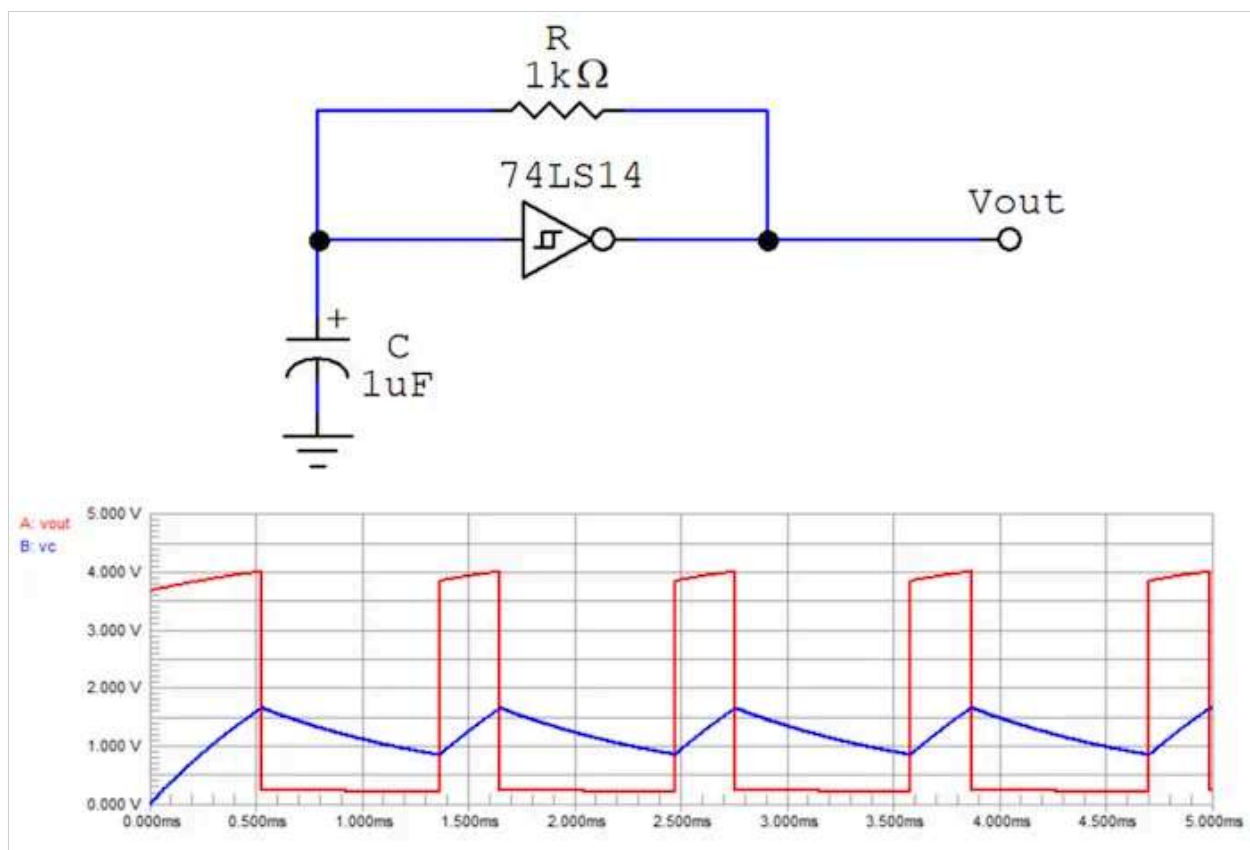 R
1kΩ
74LS14
Vout
+
C
1uF
A: vout
B: vc
5.000 V
4.000 V
3.000 V
2.000 V
1.000 V
0.000 V
0.000ms 0.500ms 1.000ms 1.500ms 2.000ms 2.500ms 3.000ms 3.500ms 4.000ms 4.500ms 5.000ms